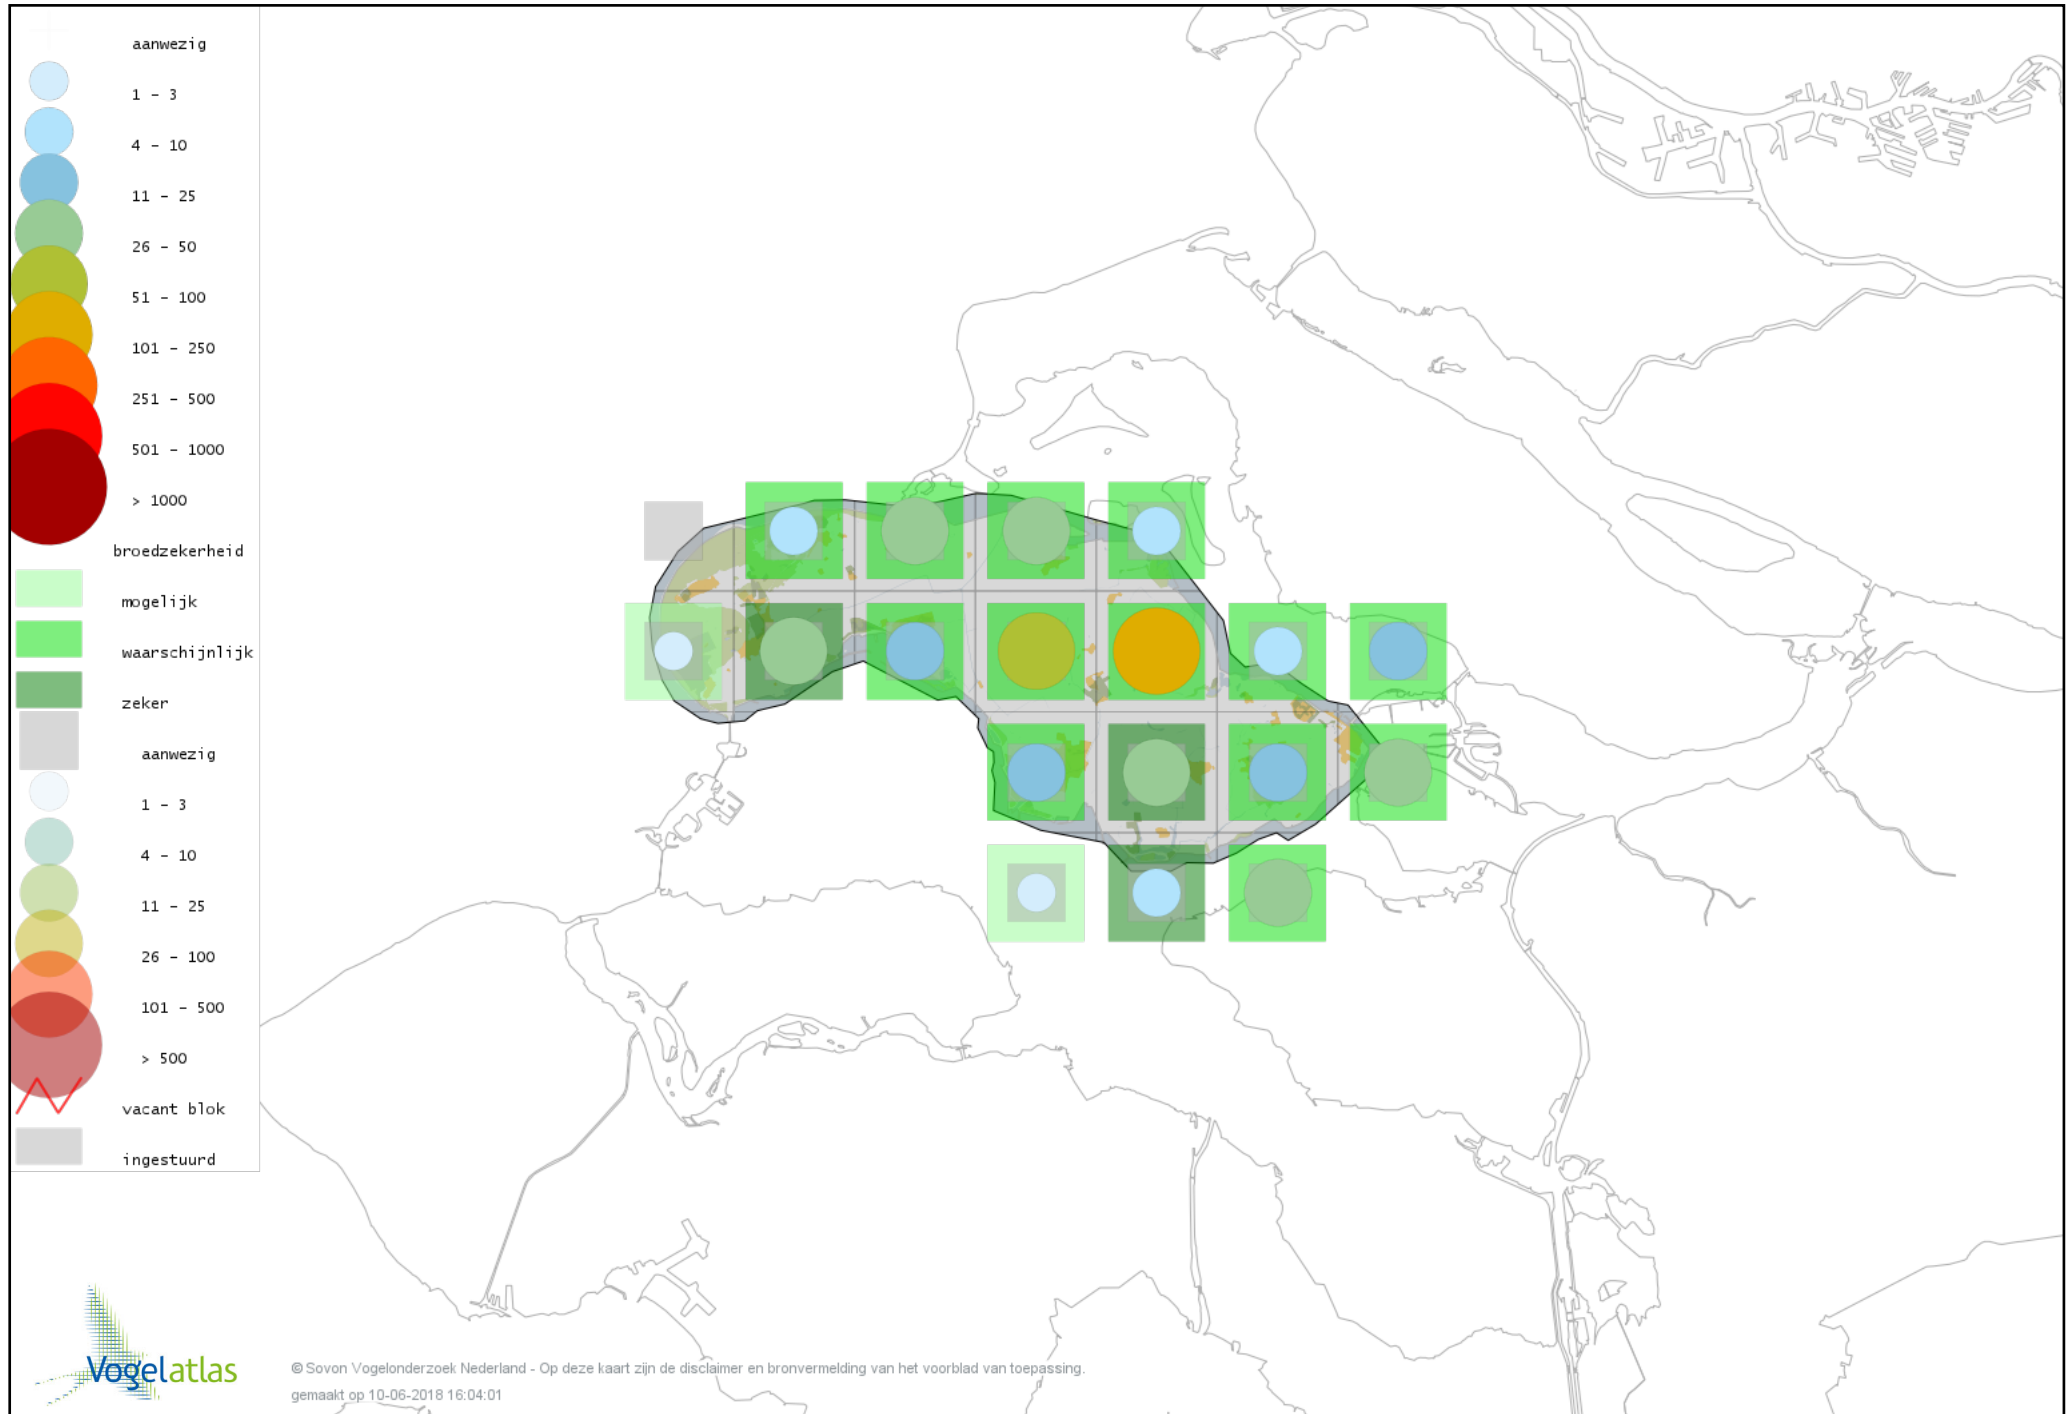 aanwezig
1 - 3
4 - 10
11 - 25
26 - 50
51 - 100
101 - 250
251 - 500
501 - 1000
> 1000
broedzekerheid
mogelijk
waarschijnlijk
zeker
aanwezig
1 - 3
4 - 10
11 - 25
26 - 100
101 - 500
> 500
vacant blok
ingestuurd
Vogelatlas
© Sovon Vogelonderzoek Nederland - Op deze kaart zijn de disclaimer en bronvermelding van het voorblad van toepassing.
gemaakt op 10-06-2018 16:04:01